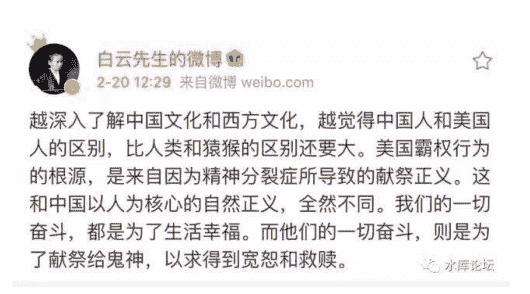 白云先生的微博
2-20 12:29 来自微博 weibo.com
越深入了解中国文化和西方文化，越觉得中国人和美国
人的区别，比人类和猿猴的区别还要大。美国霸权行为
的根源，是来自因为精神分裂症所导致的献祭正义。这
和中国以人为核心的自然正义，全然不同。我们的一切
奋斗，都是为了生活幸福。而他们的一切奋斗，则是为
了献祭给鬼神，以求得到宽恕和救赎。
水库论坛